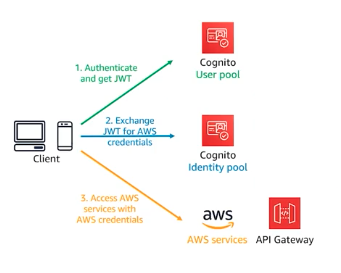 Cognito
User pool
1. Authenticate
and get JWT
2. Exchange
JWT for AWS
credentials
Client
Cognito
Identity pool
3. Access AWS
services with
AWS credentials
aws
AWS services
API Gateway